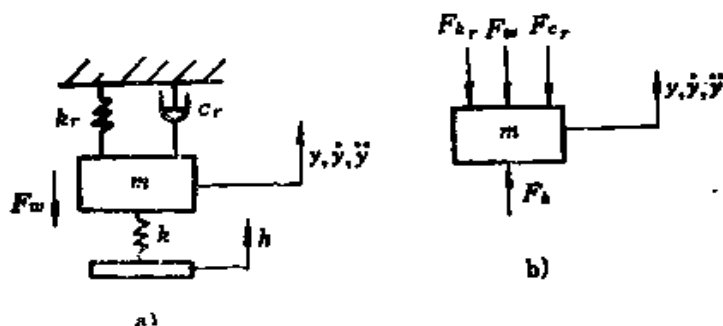 k_r
c_r
m
y, ẏ, ÿ
F_w
k
h
a)
F_{k_r} F_w F_{c_r}
m
y, ẏ, ÿ
F_k
b)